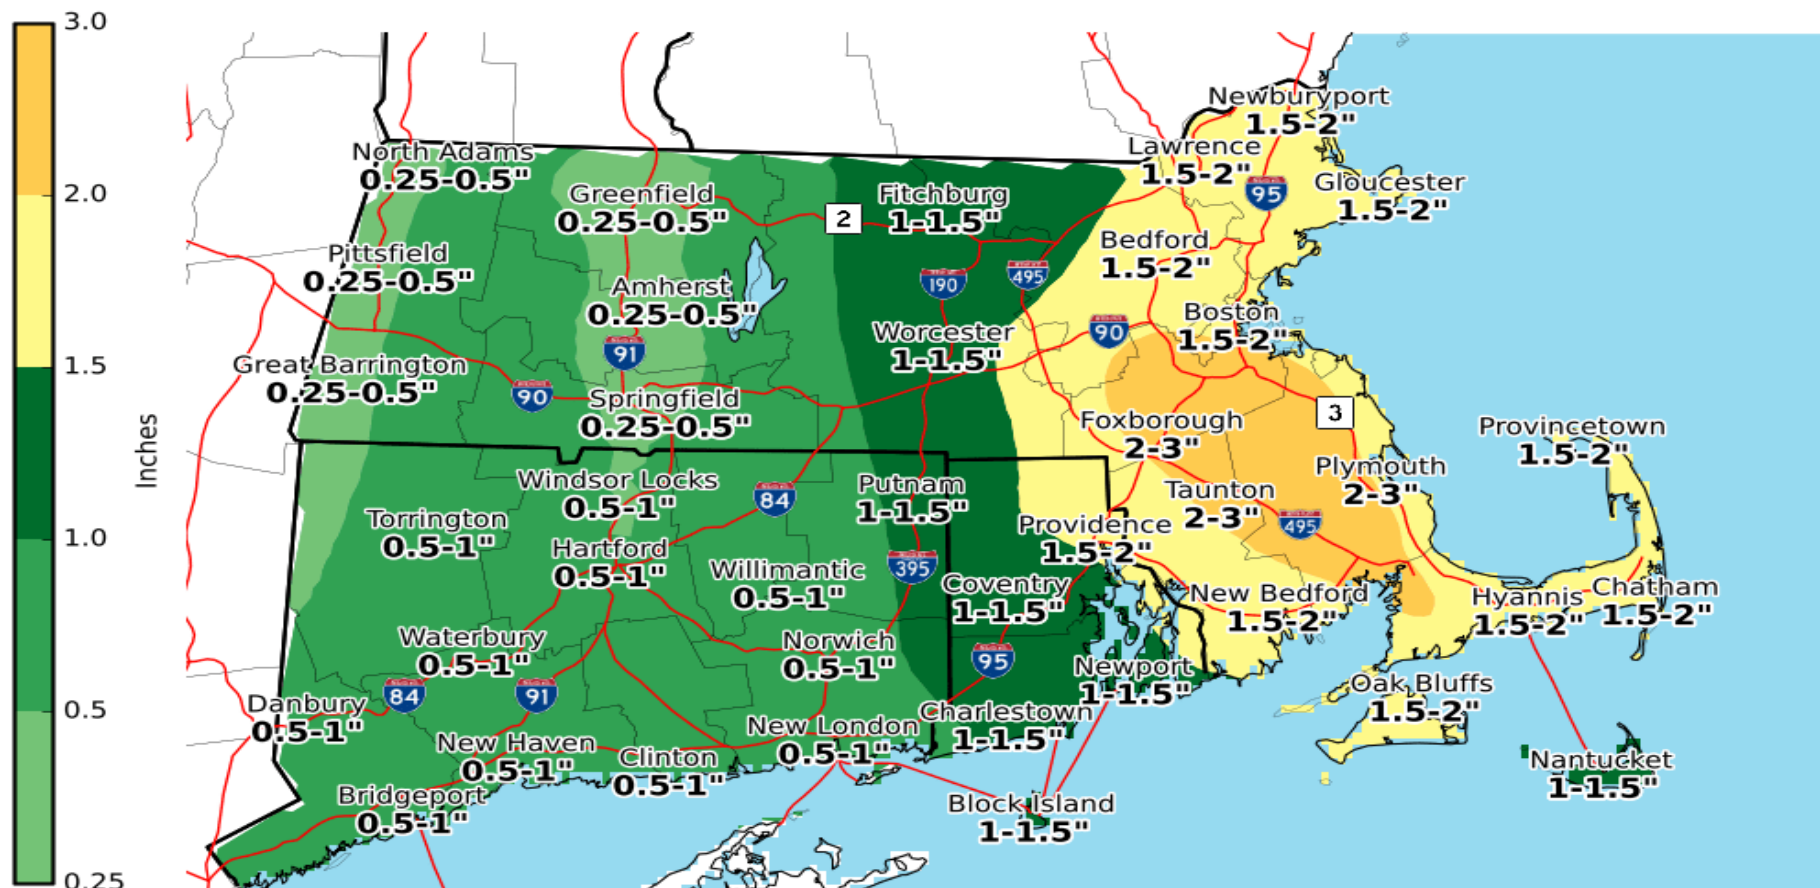 3.0
2.0
1.5
1.0
0.5
0.25
Inches
Newburyport
1.5-2"
North Adams
0.25-0.5"
Lawrence
1.5-2"
95
Gloucester
1.5-2"
Greenfield
0.25-0.5"
2
Fitchburg
1-1.5"
Pittsfield
0.25-0.5"
Bedford
1.5-2"
190
495
Amherst
0.25-0.5"
Boston
1.5-2"
Worcester
1-1.5"
90
91
Great Barrington
0.25-0.5"
90
Springfield
0.25-0.5"
Foxborough
2-3"
3
Provincetown
1.5-2"
Windsor Locks
0.5-1"
84
Putnam
1-1.5"
Plymouth
2-3"
Taunton
2-3"
495
Torrington
0.5-1"
Providence
1.5-2"
Hartford
0.5-1"
Willimantic
0.5-1"
395
Coventry
1-1.5"
New Bedford
1.5-2"
Hyannis
1.5-2"
Chatham
1.5-2"
Waterbury
0.5-1"
Norwich
0.5-1"
95
Newport
1-1.5"
84
91
Oak Bluffs
1.5-2"
Danbury
0.5-1"
New Haven
0.5-1"
Clinton
0.5-1"
New London
0.5-1"
Charlestown
1-1.5"
Nantucket
1-1.5"
Bridgeport
0.5-1"
Block Island
1-1.5"